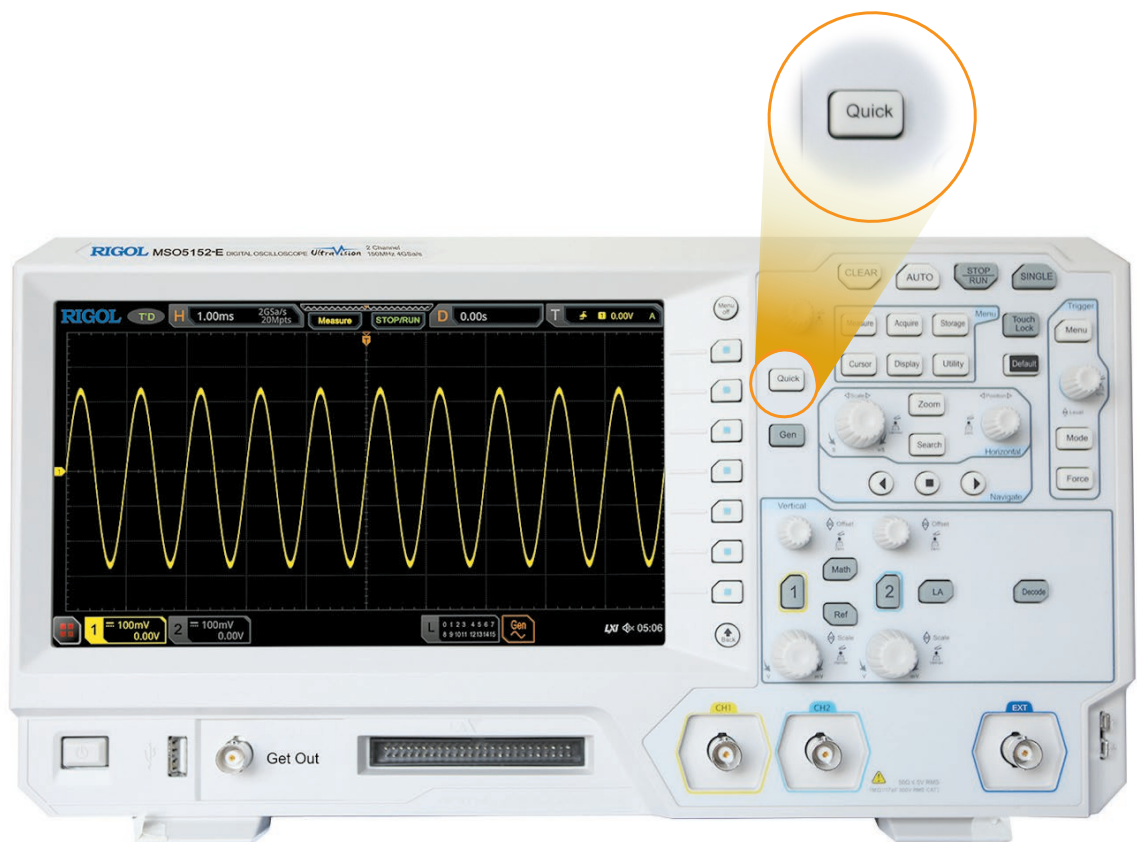 Quick
RIGOL MSO5152-E DIGITAL OSCILLOSCOPE UltraVision 2 Channel
150MHz 4GSa/s
CLEAR AUTO STOP
RUN SINGLE
RIGOL T'D H 1.00ms 2GSa/s
20Mpts Measure STOP/RUN D 0.00s T 1 0.00V A
T
1
1 100mV
0.00V
2 100mV
0.00V
L 0 1 2 3 4 5 6 7
8 9 10 11 12 13 14 15
Gen
LXI 05:06
Menu
off
Back
Quick
Gen
Measure Acquire Storage Menu
Cursor Display Utility
Touch
Lock
Default
Trigger
Menu
Level
Mode
Force
Scale
Zoom
Position
Search
Horizontal
Navigate
Vertical
Offset
Offset
Math
1
2
LA
Decode
Ref
Scale
Scale
CH1
CH2
EXT
Get Out